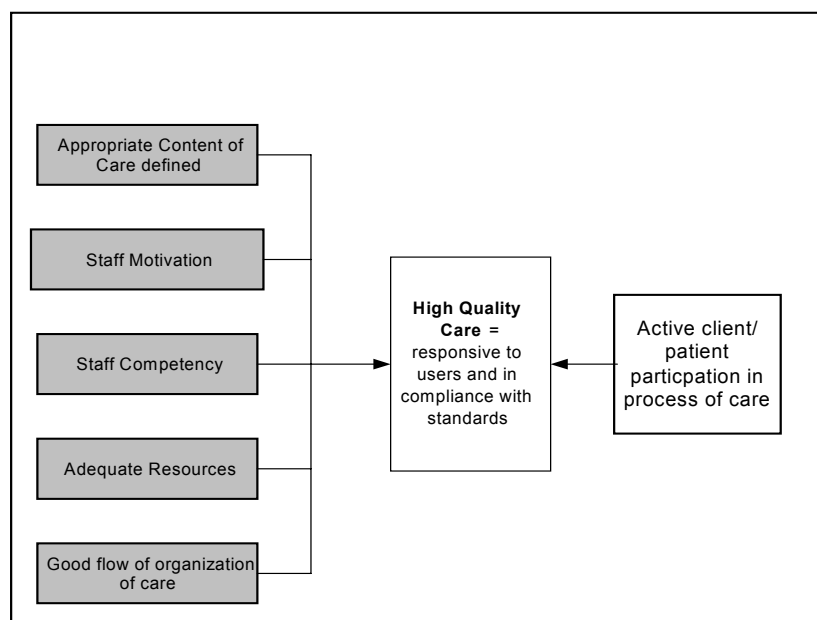 Appropriate Content of
Care defined
Staff Motivation
Staff Competency
Adequate Resources
Good flow of organization
of care
High Quality
Care =
responsive to
users and in
compliance with
standards
Active client/
patient
particpation in
process of care